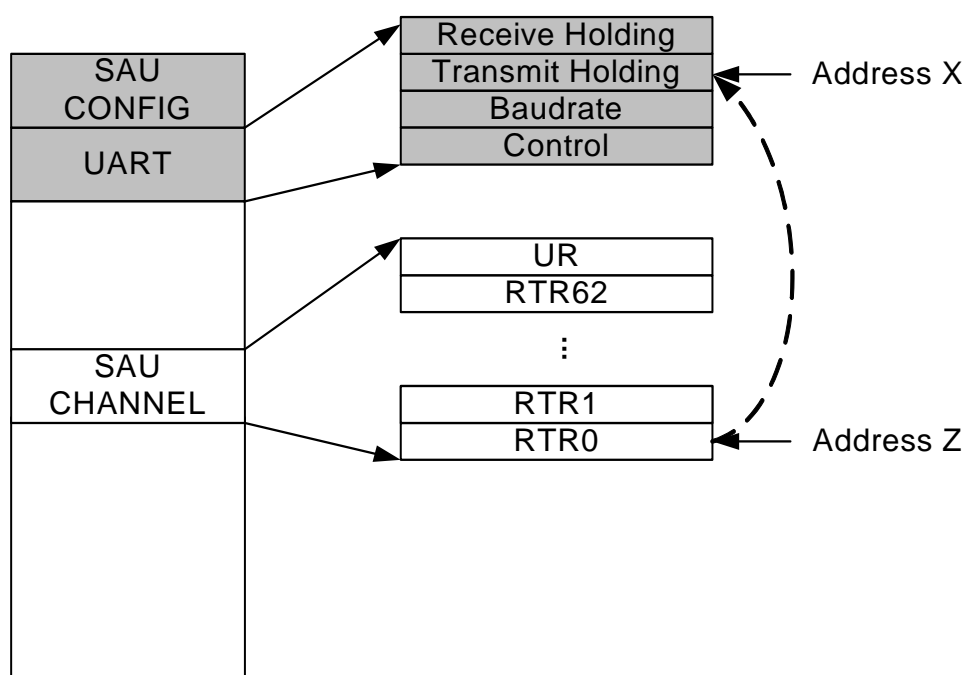 SAU
CONFIG
UART
SAU
CHANNEL
Receive Holding
Transmit Holding
Baudrate
Control
UR
RTR62
...
RTR1
RTR0
Address X
Address Z